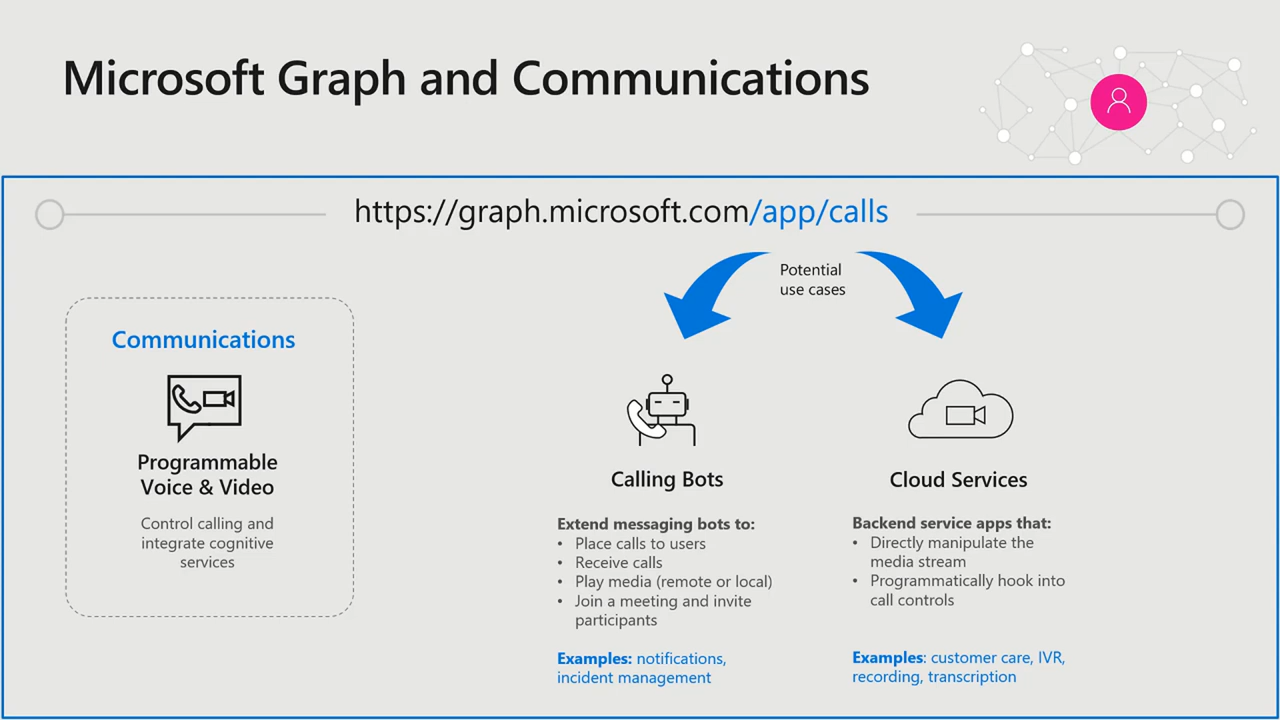 Microsoft Graph and Communications
https://graph.microsoft.com/app/calls
Potential
use cases
Communications
Programmable
Voice & Video
Control calling and
integrate cognitive
services
Calling Bots
Extend messaging bots to:
• Place calls to users
• Receive calls
• Play media (remote or local)
• Join a meeting and invite
participants
Examples: notifications,
incident management
Cloud Services
Backend service apps that:
• Directly manipulate the
media stream
• Programmatically hook into
call controls
Examples: customer care, IVR,
recording, transcription